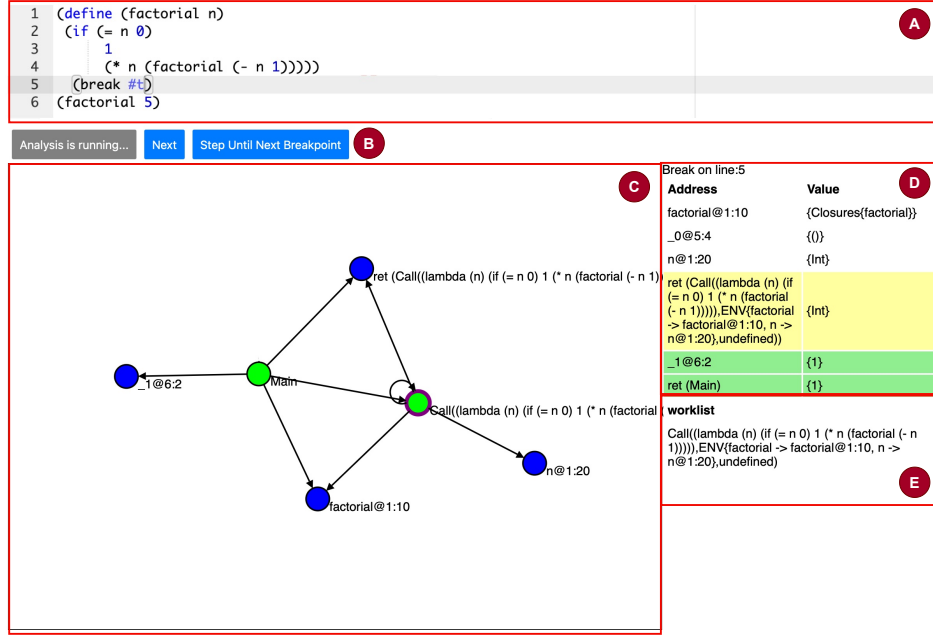 1 (define (factorial n)
2 (if (= n 0)
3 1
4 (* n (factorial (- n 1)))))
5 (break #t)
6 (factorial 5)
A
Analysis is running...
Next
Step Until Next Breakpoint
B
C
ret (Call((lambda (n) (if (= n 0) 1 (* n (factorial (- n 1))
_1@6:2
Main
Call((lambda (n) (if (= n 0) 1 (* n (factorial (
n@1:20
factorial@1:10
Break on line:5
D
Address Value
factorial@1:10 {Closures{factorial}}
_0@5:4 {()}
n@1:20 {Int}
ret (Call((lambda (n) (if
(= n 0) 1 (* n (factorial
(- n 1))))),ENV{factorial {Int}
-> factorial@1:10, n ->
n@1:20},undefined))
_1@6:2 {1}
ret (Main) {1}
worklist
Call((lambda (n) (if (= n 0) 1 (* n (factorial (- n
1))))),ENV{factorial -> factorial@1:10, n ->
n@1:20},undefined)
E